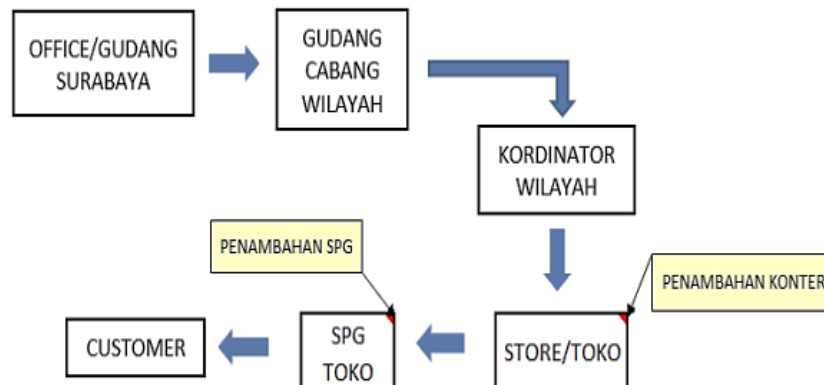 OFFICE/GUDANG
SURABAYA
GUDANG
CABANG
WILAYAH
KORDINATOR
WILAYAH
PENAMBAHAN SPG
PENAMBAHAN KONTER
CUSTOMER
SPG
TOKO
STORE/TOKO